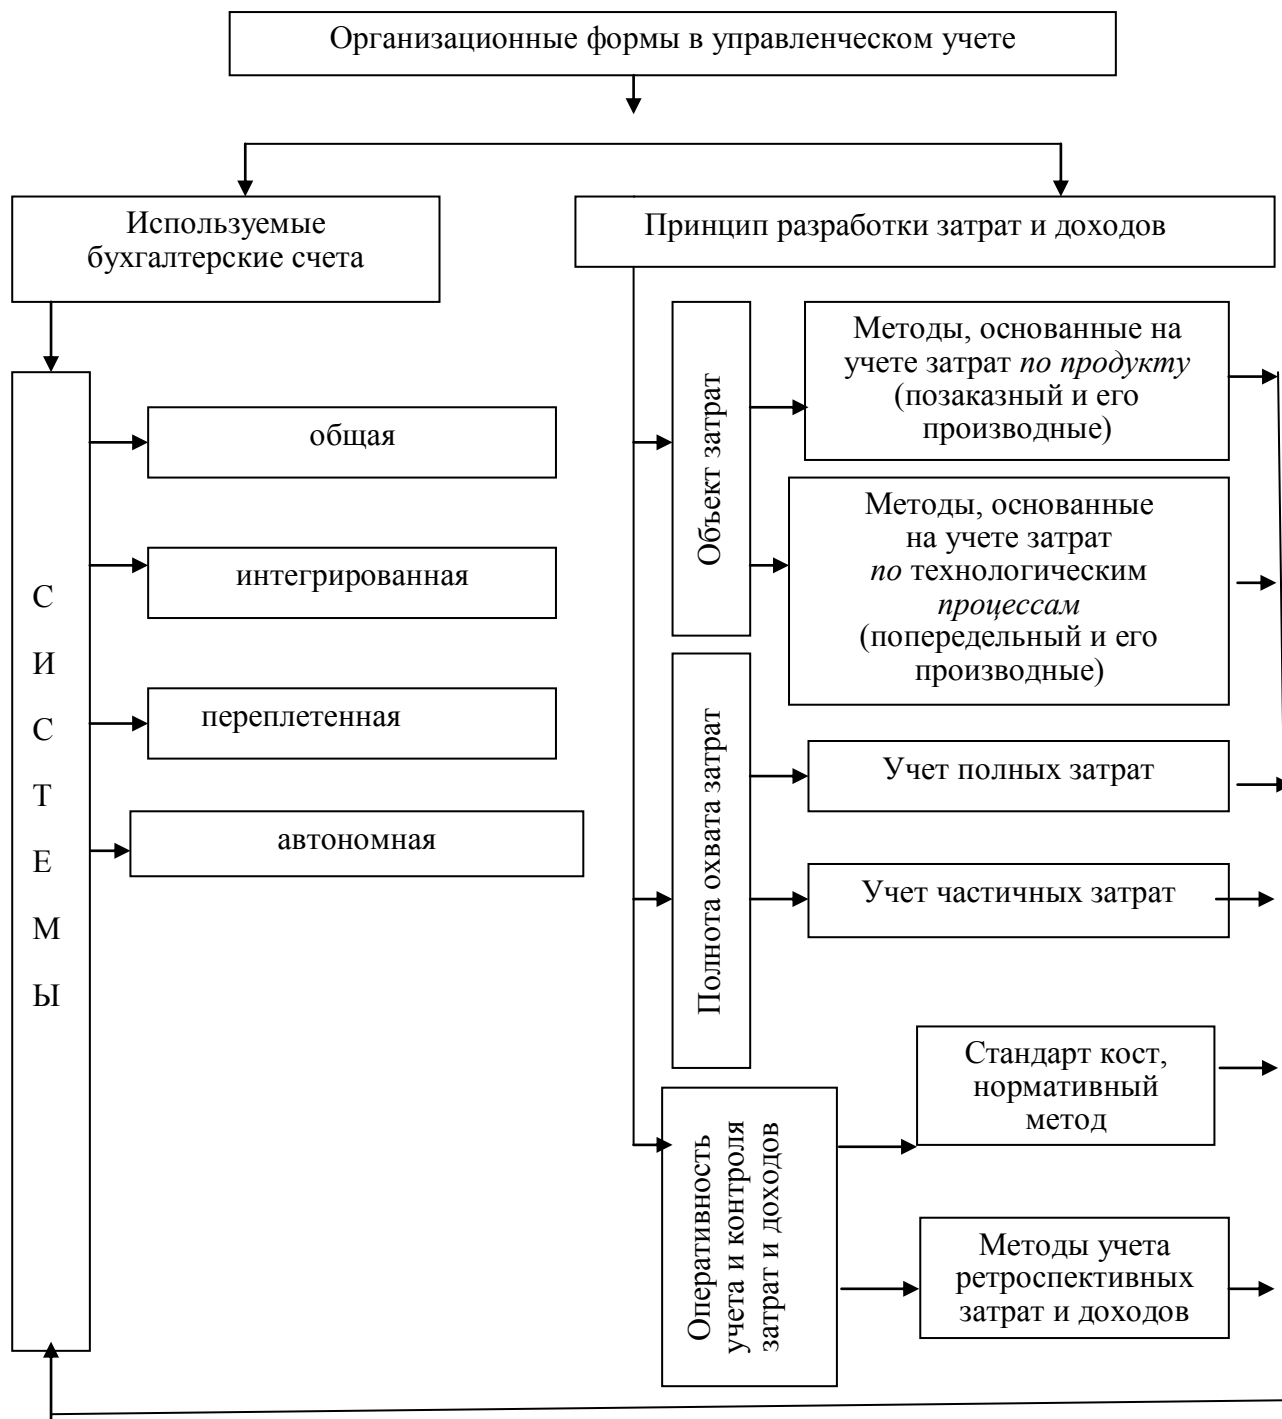 Организационные формы в управленческом учете
Используемые
бухгалтерские счета
Принцип разработки затрат и доходов
С
И
С
Т
Е
М
Ы
общая
интегрированная
переплетенная
автономная
Объект затрат
Методы, основанные на
учете затрат по продукту
(позаказный и его
производные)
Методы, основанные
на учете затрат
по технологическим
процессам
(попередельный и его
производные)
Полнота охвата затрат
Учет полных затрат
Учет частичных затрат
Оперативность
учета и контроля
затрат и доходов
Стандарт кост,
нормативный
метод
Методы учета
ретроспективных
затрат и доходов